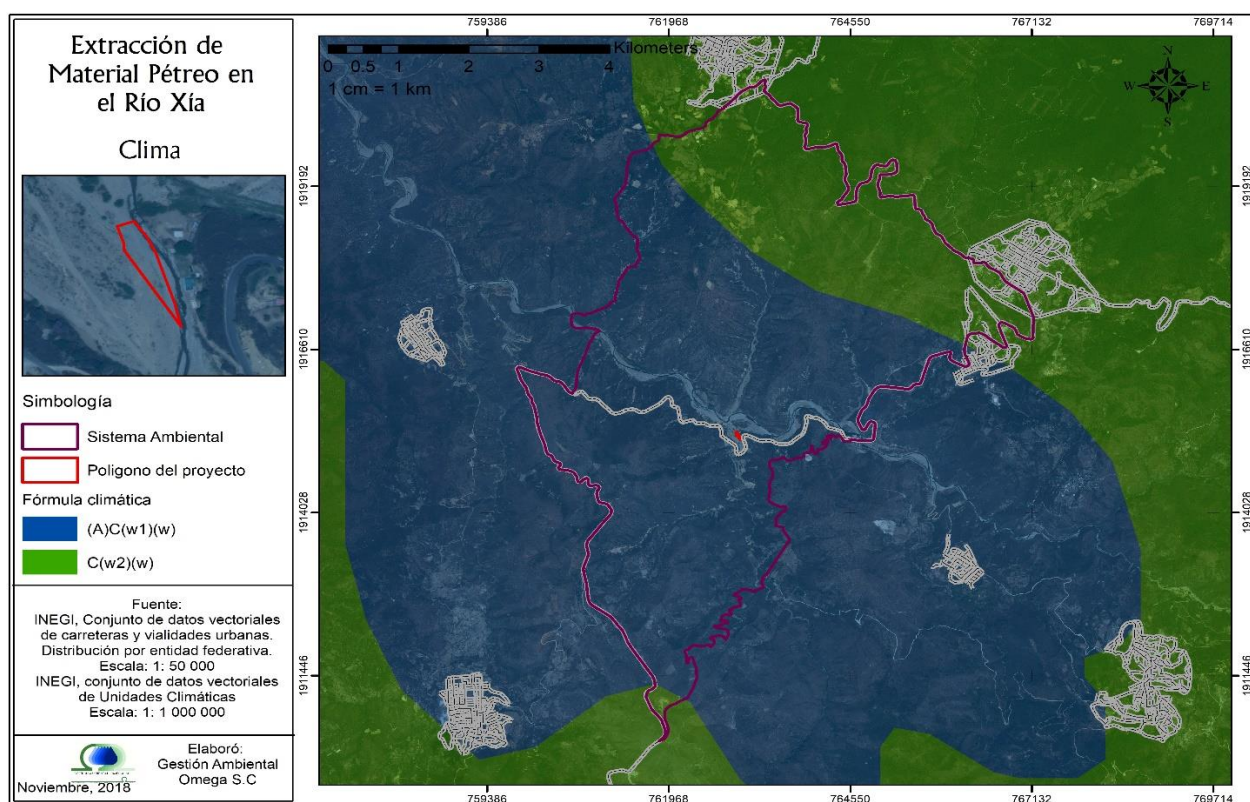 Extracción de
Material Pétreo en
el Río Xía
Clima
Simbología
Sistema Ambiental
Poligono del proyecto
Fórmula climática
(A)C(w1)(w)
C(w2)(w)
Fuente:
INEGI, Conjunto de datos vectoriales
de carreteras y vialidades urbanas.
Distribución por entidad federativa.
Escala: 1: 50 000
INEGI, conjunto de datos vectoriales
de Unidades Climáticas
Escala: 1: 1 000 000
Elaboró:
Gestión Ambiental
Omega S.C
Noviembre, 2018
759386 761968 764550 767132 769714
Kilometers
0 0.5 1 2 3 4
1 cm = 1 km
N
W E
S
1919192 1919192
1916610 1916610
1914028 1914028
1911446 1911446
759386 761968 764550 767132 769714